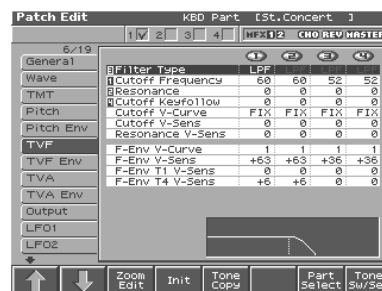 Patch Edit KBD Part [St.Concert ]
1 2 3 4 MFX 1 2 CHO REV MASTER
6/19
General
Wave
TMT
Pitch
Pitch Env
TVF
TVF Env
TVA
TVA Env
Output
LFO1
LFO2
1 2 3 4
Filter Type LPF LPF LPF LPF
Cutoff Frequency 60 60 52 52
Resonance 0 0 0 0
Cutoff Keyfollow 0 0 0 0
Cutoff V-Curve FIX FIX FIX FIX
Cutoff V-Sens 0 0 0 0
Resonance V-Sens 0 0 0 0
F-Env V-Curve 1 1 1 1
F-Env V-Sens +63 +63 +36 +36
F-Env T1 V-Sens 0 0 0 0
F-Env T4 V-Sens +6 +6 0 0
Zoom Edit
Init
Tone Copy
Part Select
Tone Sw/Sel